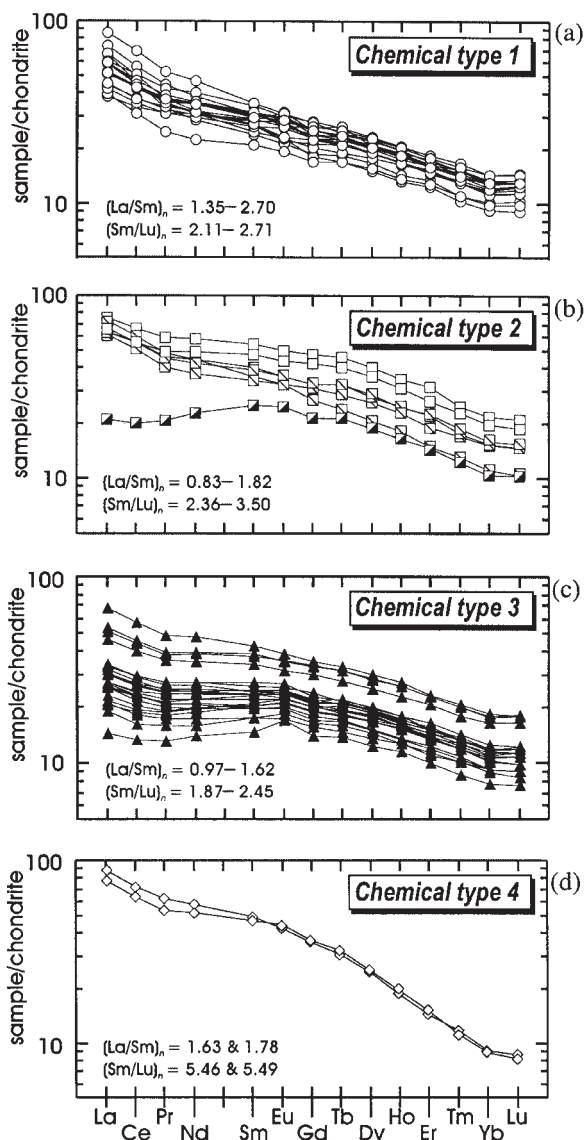 100
(a)
Chemical type 1
sample/chondrite
10
(La/Sm)n = 1.35–2.70
(Sm/Lu)n = 2.11–2.71
100
(b)
Chemical type 2
sample/chondrite
10
(La/Sm)n = 0.83–1.82
(Sm/Lu)n = 2.36–3.50
100
(c)
Chemical type 3
sample/chondrite
10
(La/Sm)n = 0.97–1.62
(Sm/Lu)n = 1.87–2.45
100
(d)
Chemical type 4
sample/chondrite
10
(La/Sm)n = 1.63 & 1.78
(Sm/Lu)n = 5.46 & 5.49
La Pr Eu Tb Ho Tm Lu
Ce Nd Sm Gd Dy Er Yb